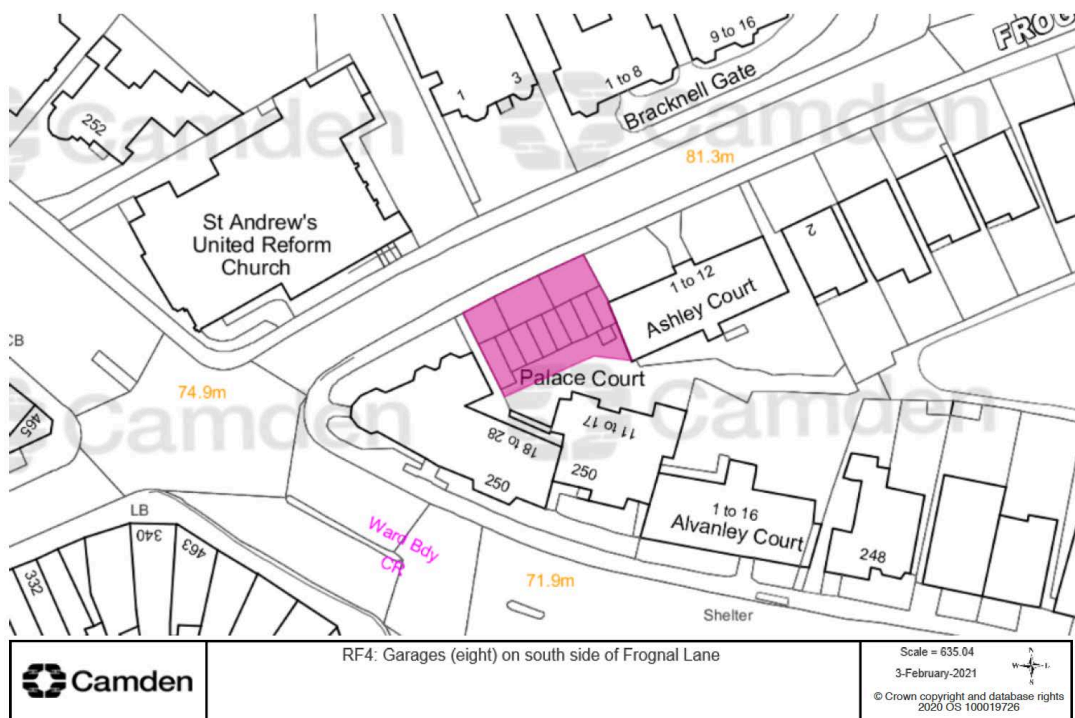 9 to 16
FROG
1 to 8
1
3
Bracknell Gate
252
Camden
Camden
81.3m
St Andrew's
United Reform
Church
2
1 to 12
Ashley Court
CB
74.9m
Palace Court
Camden
Camden
465
11 to 17
18 to 28
250
250
1 to 16
Alvanley Court
248
LB
340
463
332
Ward Bdy
CR
71.9m
Shelter
Camden
RF4: Garages (eight) on south side of Frognal Lane
Scale = 635.04
3-February-2021
N
W
E
S
© Crown copyright and database rights
2020 OS 100019726